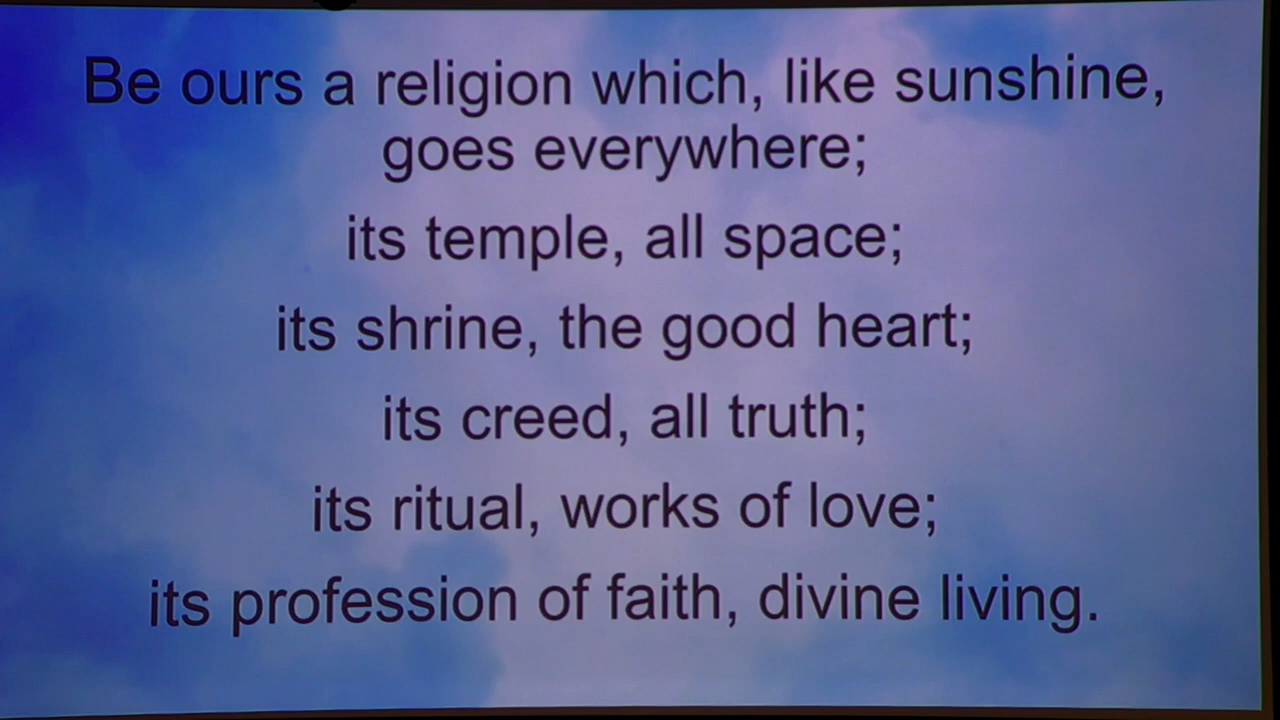 Be ours a religion which, like sunshine,
goes everywhere;
its temple, all space;
its shrine, the good heart;
its creed, all truth;
its ritual, works of love;
its profession of faith, divine living.